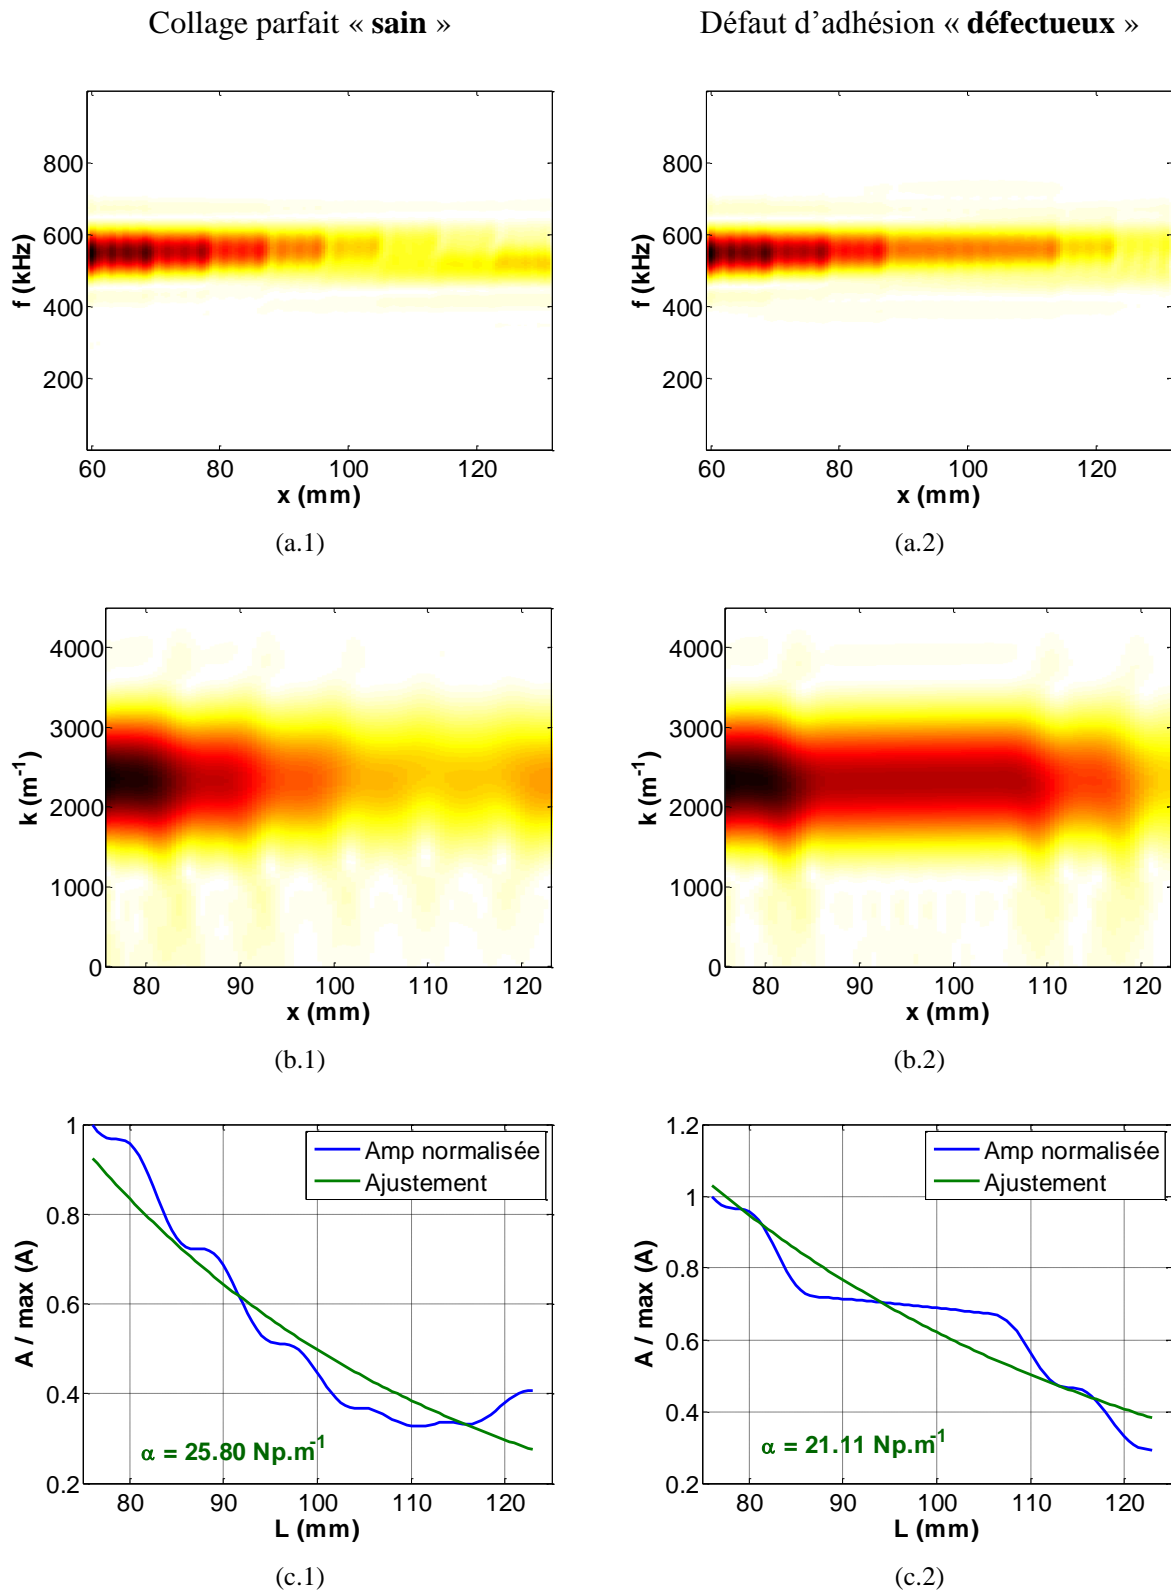 Collage parfait « sain »
Défaut d'adhésion « défectueux »
800
600
400
200
f (kHz)
60 80 100 120
x (mm)
(a.1)
800
600
400
200
f (kHz)
60 80 100 120
x (mm)
(a.2)
4000
3000
2000
1000
0
k (m-1)
80 90 100 110 120
x (mm)
(b.1)
4000
3000
2000
1000
0
k (m-1)
80 90 100 110 120
x (mm)
(b.2)
1
0.8
0.6
0.4
0.2
A / max (A)
Amp normalisée
Ajustement
α = 25.80 Np.m-1
80 90 100 110 120
L (mm)
(c.1)
1.2
1
0.8
0.6
0.4
0.2
A / max (A)
Amp normalisée
Ajustement
α = 21.11 Np.m-1
80 90 100 110 120
L (mm)
(c.2)